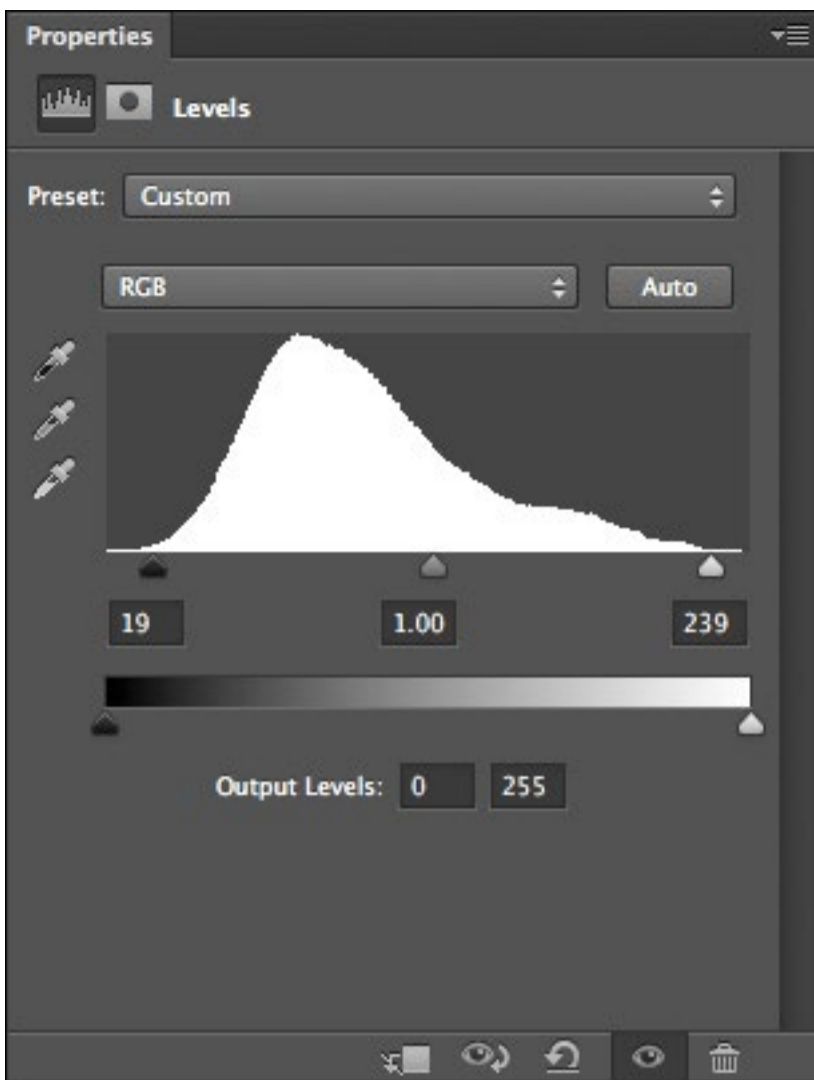 Properties
Levels
Preset: Custom
RGB Auto
19 1.00 239
Output Levels: 0 255